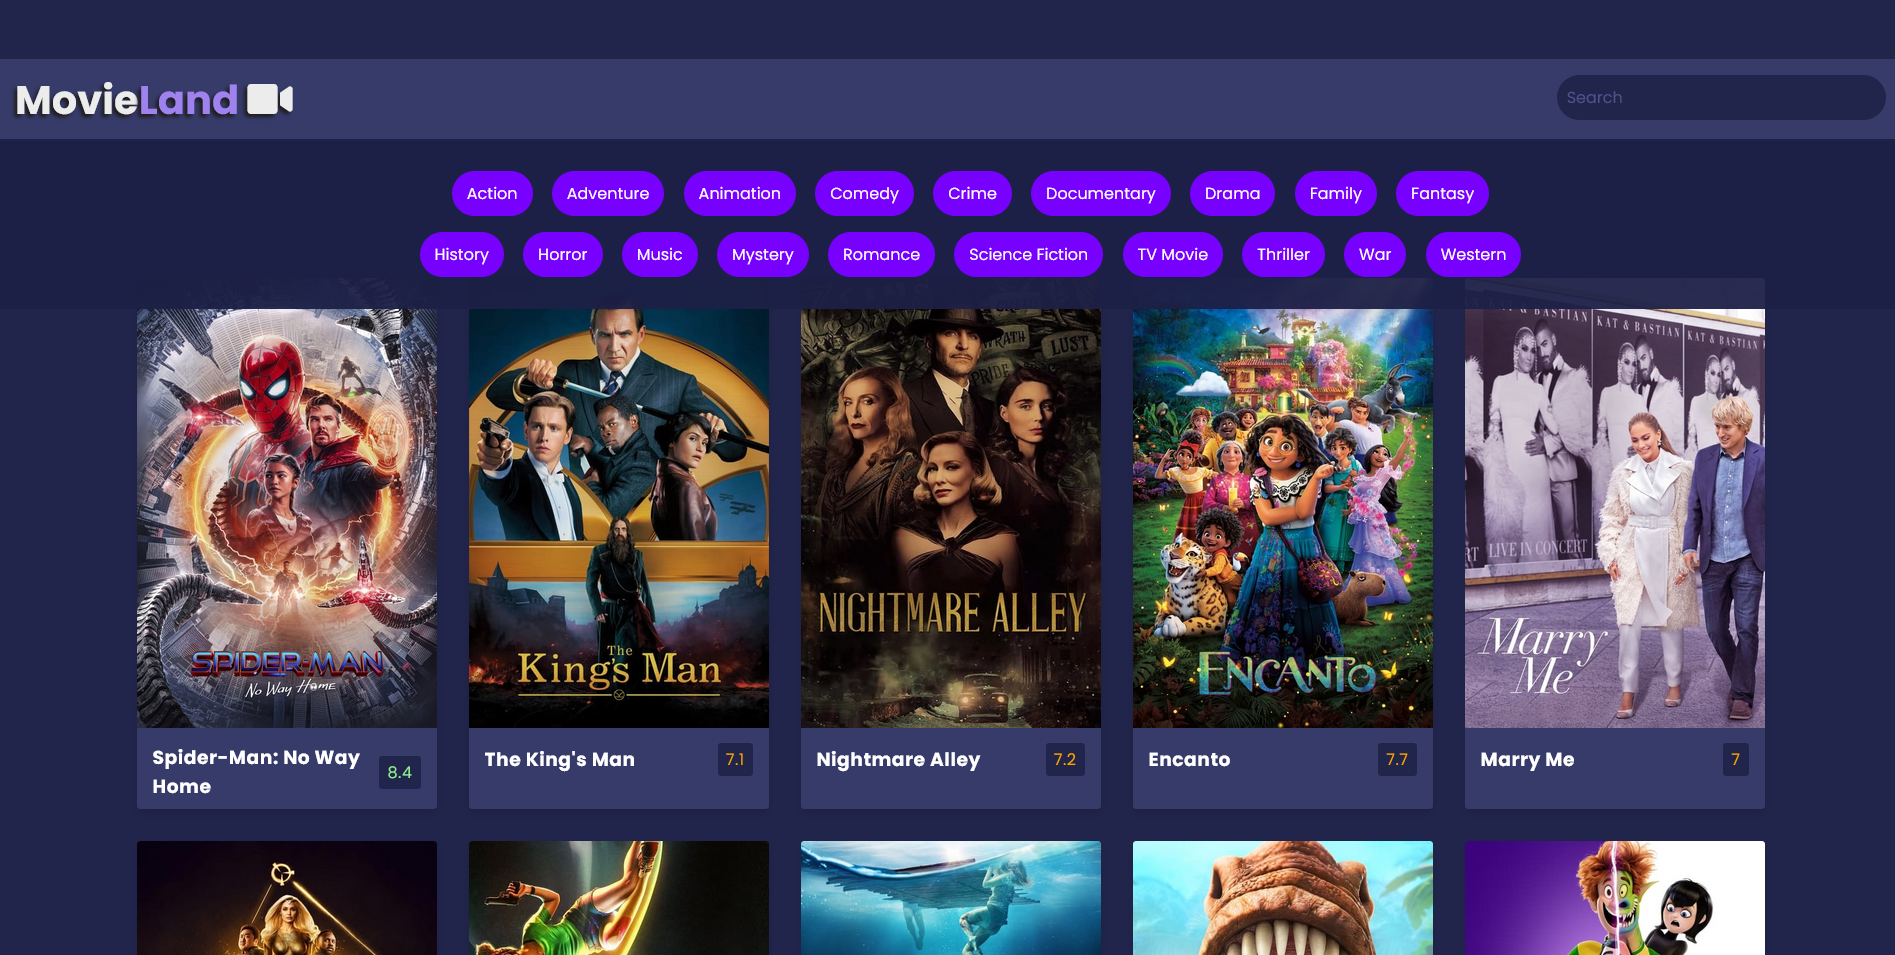 MovieLand
Search
Action Adventure Animation Comedy Crime Documentary Drama Family Fantasy
History Horror Music Mystery Romance Science Fiction TV Movie Thriller War Western
WRATH
LUST
PRIDE
& BASTIAN KAT & BASTIAN KAT & BASTIAN
LIVE IN CONCERT
SPIDER-MAN
No Way Home
The
King's Man
NIGHTMARE ALLEY
ENCANTO
Marry
Me
Spider-Man: No Way
Home
8.4
The King's Man 7.1
Nightmare Alley 7.2
Encanto 7.7
Marry Me 7